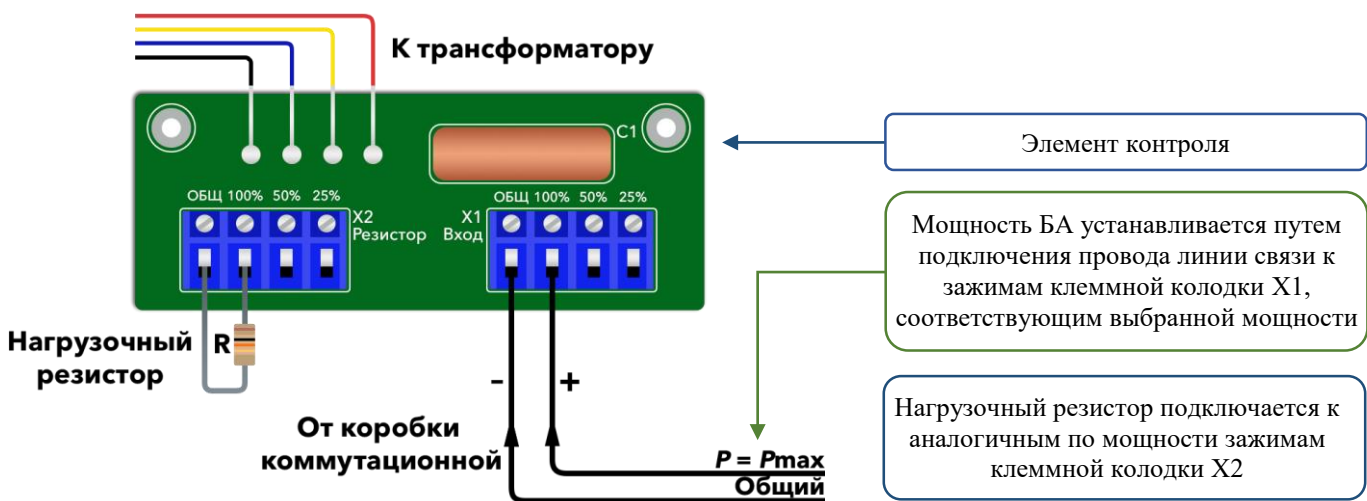 К трансформатору
C1
ОБЩ 100% 50% 25%
X2
Резистор
ОБЩ 100% 50% 25%
X1
Вход
Нагрузочный
резистор
R
- +
От коробки
коммутационной
P = Pmax
Общий
Элемент контроля
Мощность БА устанавливается путем
подключения провода линии связи к
зажимам клеммной колодки X1,
соответствующим выбранной мощности
Нагрузочный резистор подключается к
аналогичным по мощности зажимам
клеммной колодки X2